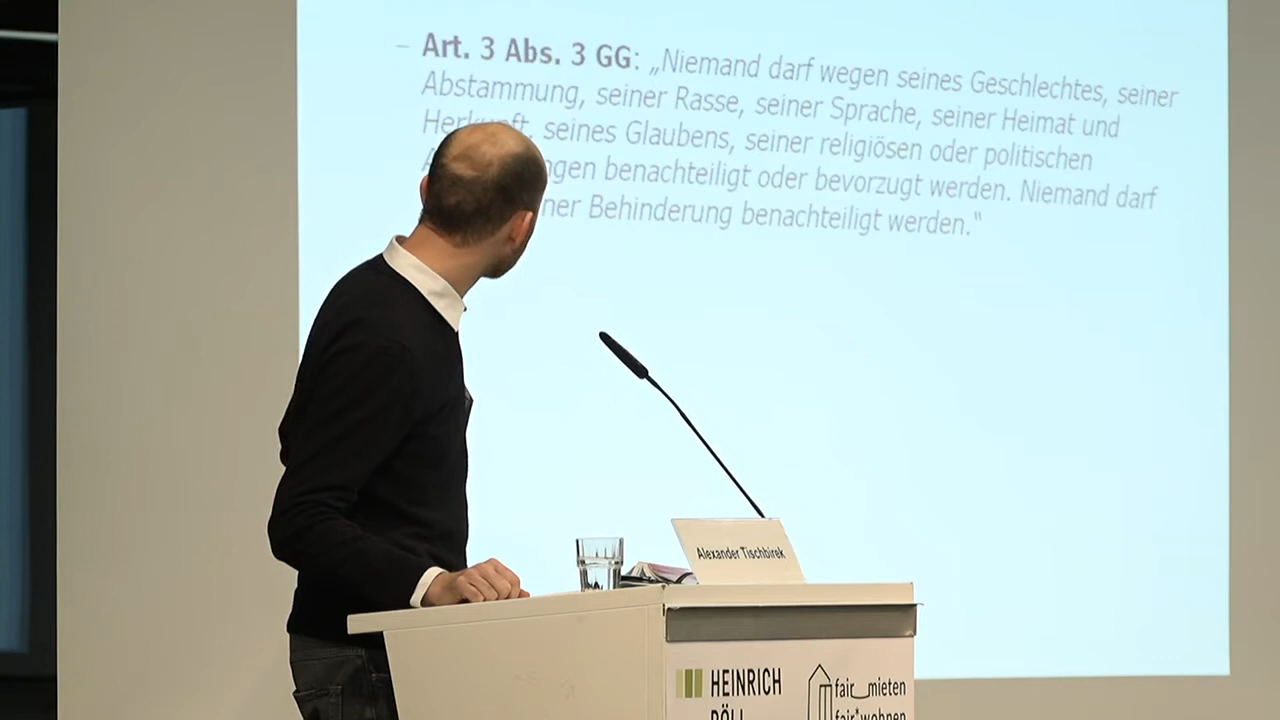 – Art. 3 Abs. 3 GG: „Niemand darf wegen seines Geschlechtes, seiner
Abstammung, seiner Rasse, seiner Sprache, seiner Heimat und
seines Glaubens, seiner religiösen oder politischen
benachteiligt oder bevorzugt werden. Niemand darf
Behinderung benachteiligt werden.“
Alexander Tischbirek
HEINRICH
fair_mieten
fair*wohnen